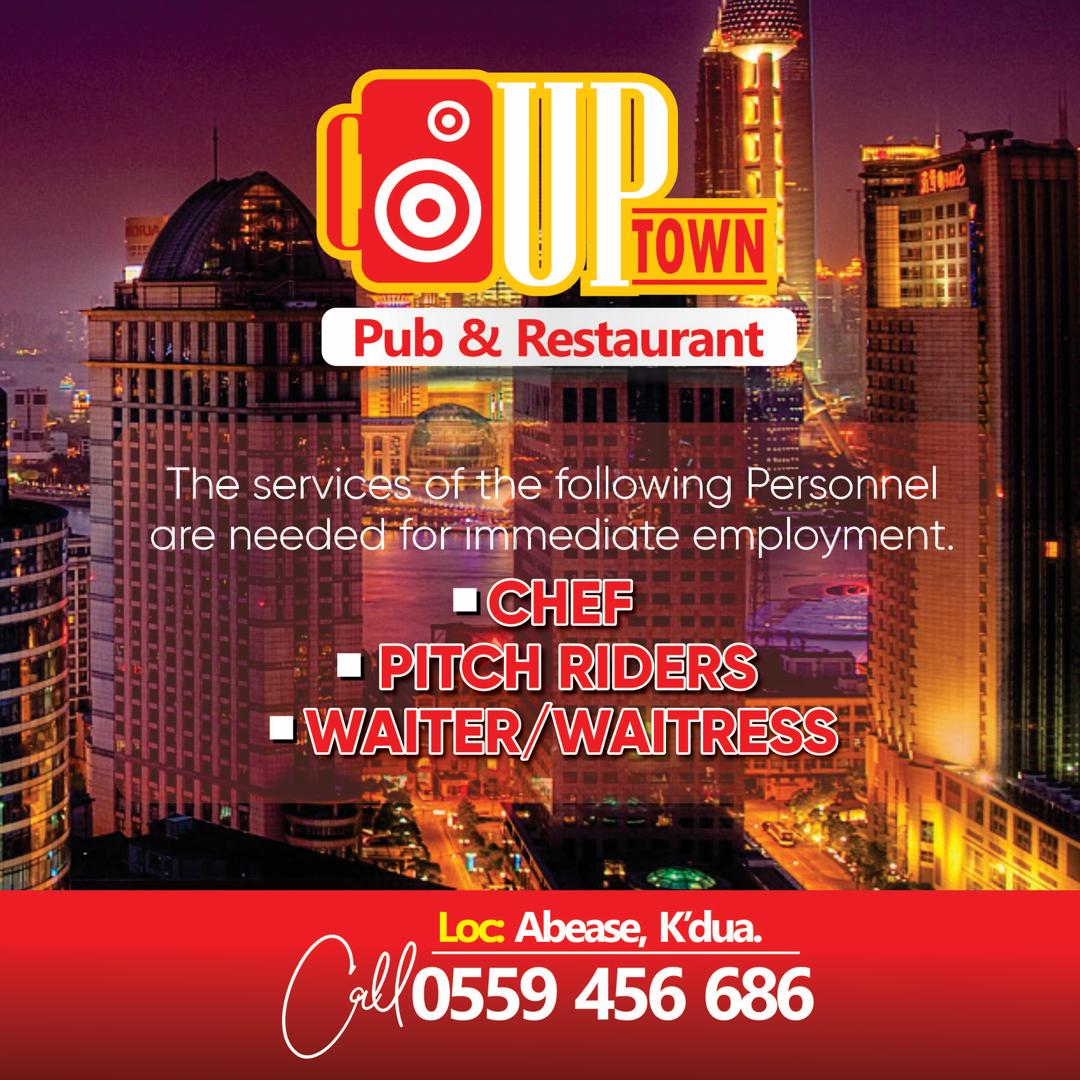 UP
TOWN
Pub & Restaurant
The services of the following Personnel
are needed for immediate employment.
CHEF
PITCH RIDERS
WAITER/WAITRESS
Loc: Abease, K'dua.
Call 0559 456 686